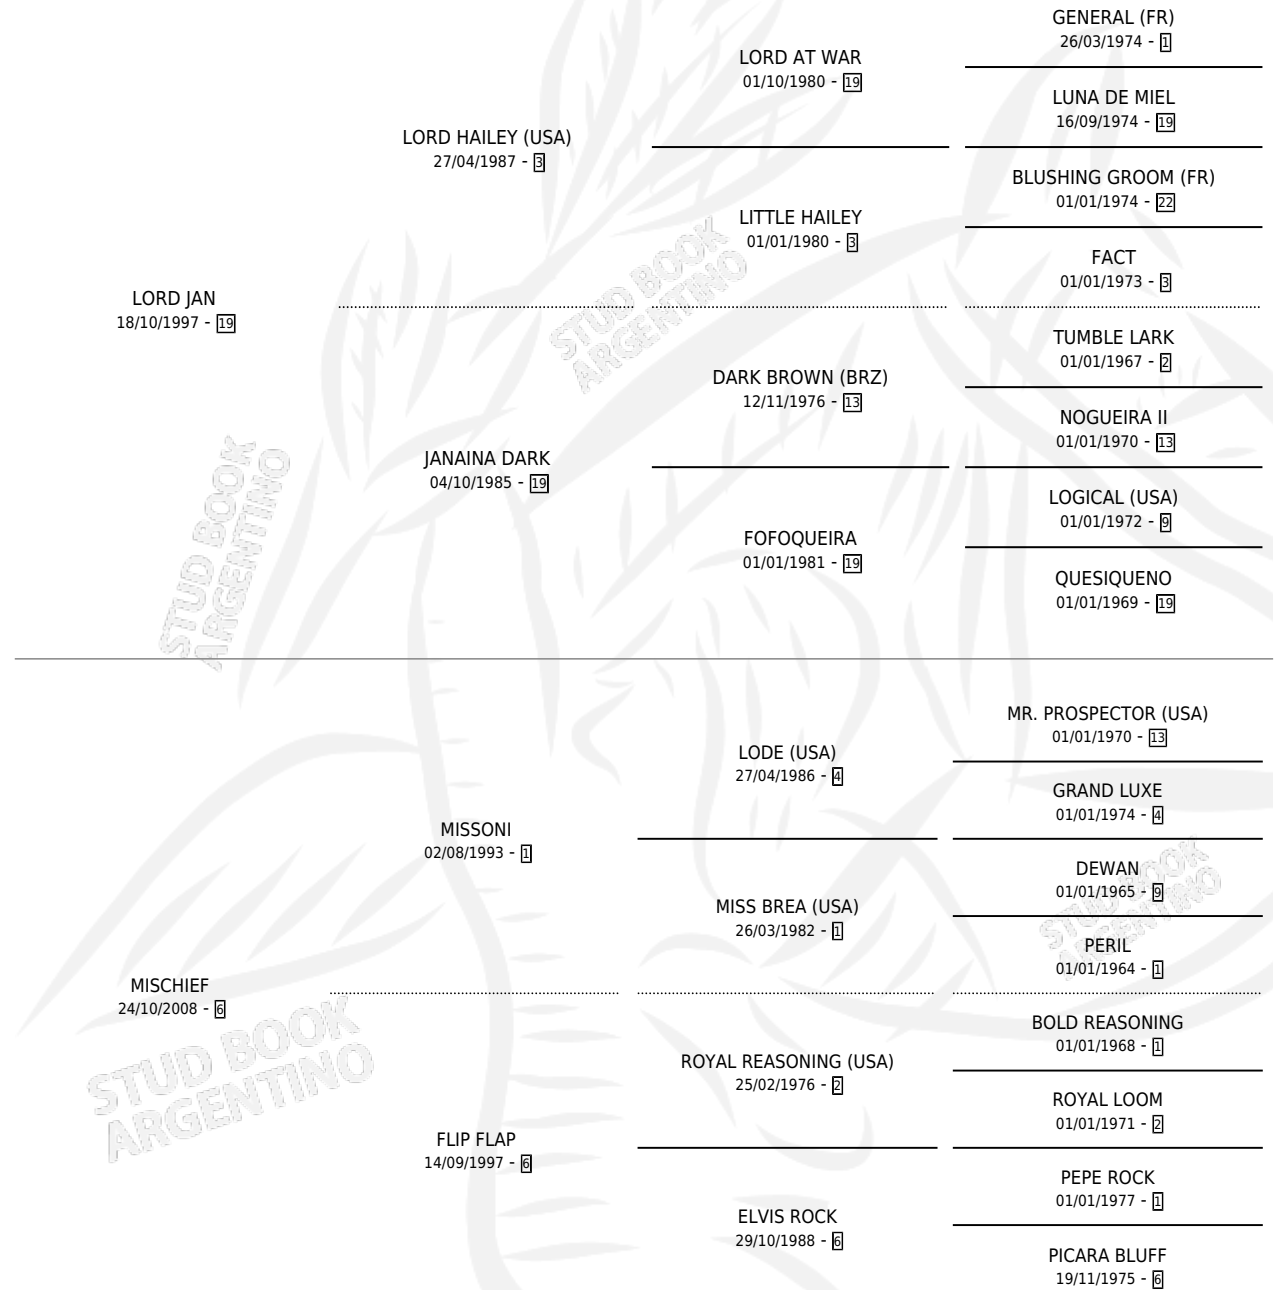 GENERAL (FR)
26/03/1974 - 1
LORD AT WAR
01/10/1980 - 19
LUNA DE MIEL
16/09/1974 - 19
LORD HAILEY (USA)
27/04/1987 - 3
BLUSHING GROOM (FR)
01/01/1974 - 22
LITTLE HAILEY
01/01/1980 - 3
FACT
01/01/1973 - 3
LORD JAN
18/10/1997 - 19
TUMBLE LARK
01/01/1967 - 2
DARK BROWN (BRZ)
12/11/1976 - 13
NOGUEIRA II
01/01/1970 - 13
JANAINA DARK
04/10/1985 - 19
LOGICAL (USA)
01/01/1972 - 9
FOFOQUEIRA
01/01/1981 - 19
QUESIQUENO
01/01/1969 - 19
STUD BOOK
ARGENTINO
STUD BOOK
ARGENTINO
MR. PROSPECTOR (USA)
01/01/1970 - 13
LODE (USA)
27/04/1986 - 4
GRAND LUXE
01/01/1974 - 4
MISSONI
02/08/1993 - 1
DEWAN
01/01/1965 - 9
MISS BREA (USA)
26/03/1982 - 1
PERIL
01/01/1964 - 1
MISCHIEF
24/10/2008 - 6
BOLD REASONING
01/01/1968 - 1
ROYAL REASONING (USA)
25/02/1976 - 2
ROYAL LOOM
01/01/1971 - 2
FLIP FLAP
14/09/1997 - 6
PEPE ROCK
01/01/1977 - 1
ELVIS ROCK
29/10/1988 - 6
PICARA BLUFF
19/11/1975 - 6
STUD BOOK
ARGENTINO
STUD BOOK
ARGENTINO